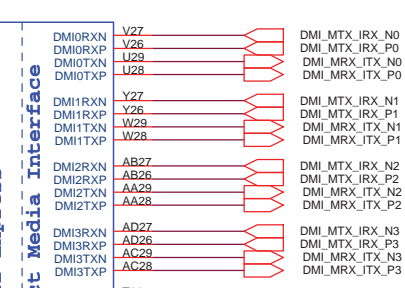 DMI0RXN V27 DMI_MTX_IRX_N0
DMI0RXP V26 DMI_MTX_IRX_P0
DMI0TXN U29 DMI_MRX_ITX_N0
DMI0TXP U28 DMI_MRX_ITX_P0
DMI1RXN Y27 DMI_MTX_IRX_N1
DMI1RXP Y26 DMI_MTX_IRX_P1
DMI1TXN W29 DMI_MRX_ITX_N1
DMI1TXP W28 DMI_MRX_ITX_P1
DMI2RXN AB27 DMI_MTX_IRX_N2
DMI2RXP AB26 DMI_MTX_IRX_P2
DMI2TXN AA29 DMI_MRX_ITX_N2
DMI2TXP AA28 DMI_MRX_ITX_P2
DMI3RXN AD27 DMI_MTX_IRX_N3
DMI3RXP AD26 DMI_MTX_IRX_P3
DMI3TXN AC29 DMI_MRX_ITX_N3
DMI3TXP AC28 DMI_MRX_ITX_P3
ct Media Interface